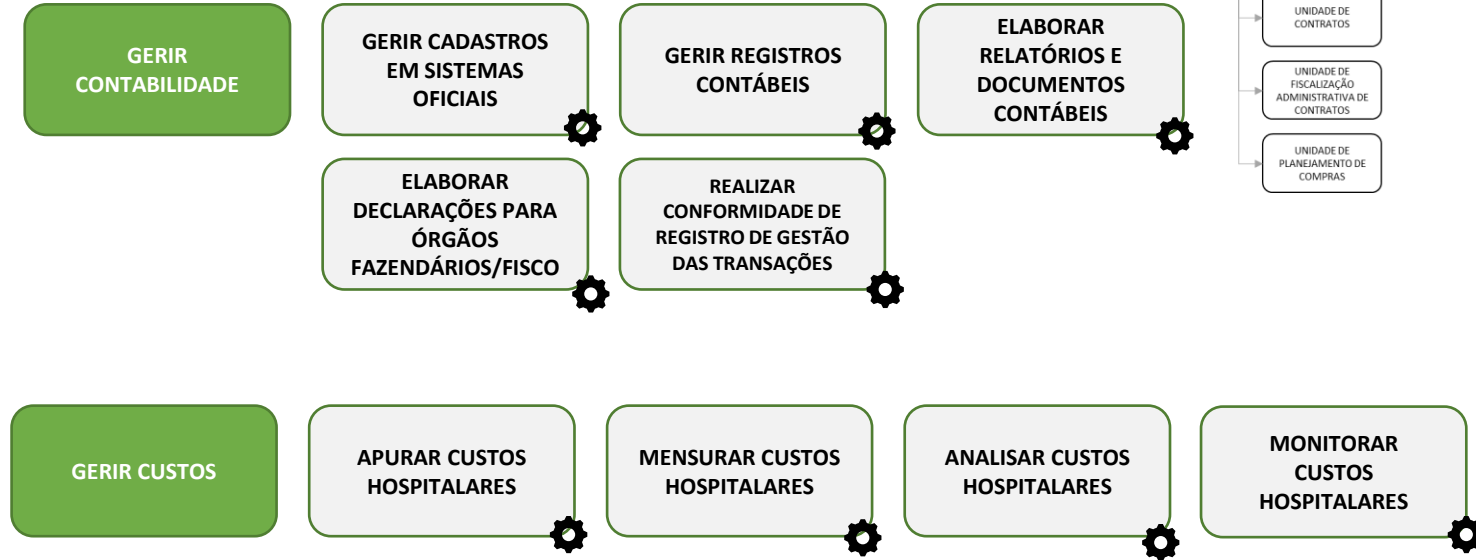 GERIR
CONTABILIDADE
GERIR CADASTROS
EM SISTEMAS
OFICIAIS
GERIR REGISTROS
CONTÁBEIS
ELABORAR
RELATÓRIOS E
DOCUMENTOS
CONTÁBEIS
UNIDADE DE
CONTRATOS
UNIDADE DE
FISCALIZAÇÃO
ADMINISTRATIVA DE
CONTRATOS
UNIDADE DE
PLANEJAMENTO DE
COMPRAS
ELABORAR
DECLARAÇÕES PARA
ÓRGÃOS
FAZENDÁRIOS/FISCO
REALIZAR
CONFORMIDADE DE
REGISTRO DE GESTÃO
DAS TRANSAÇÕES
GERIR CUSTOS
APURAR CUSTOS
HOSPITALARES
MENSURAR CUSTOS
HOSPITALARES
ANALISAR CUSTOS
HOSPITALARES
MONITORAR
CUSTOS
HOSPITALARES